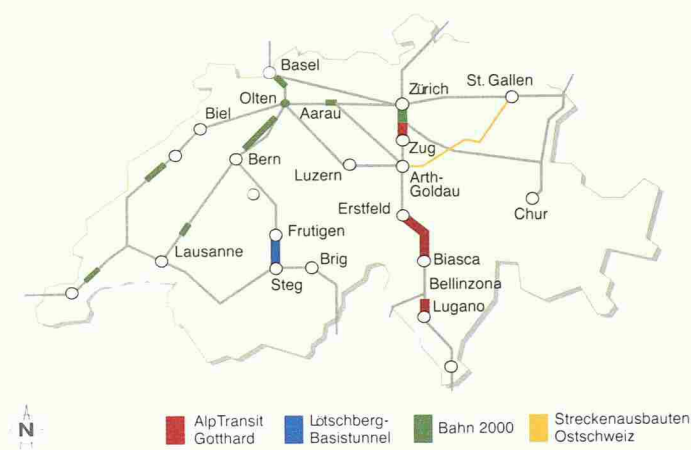 Basel
Zürich
St. Gallen
Olten
Aarau
Biel
Bern
Zug
Luzern
Arth-
Goldau
Erstfeld
Chur
Frutigen
Lausanne
Biasca
Brig
Steg
Bellinzona
Lugano
N
AlpTransit
Gotthard
Lötschberg-
Basistunnel
Bahn 2000
Streckenausbauten
Ostschweiz